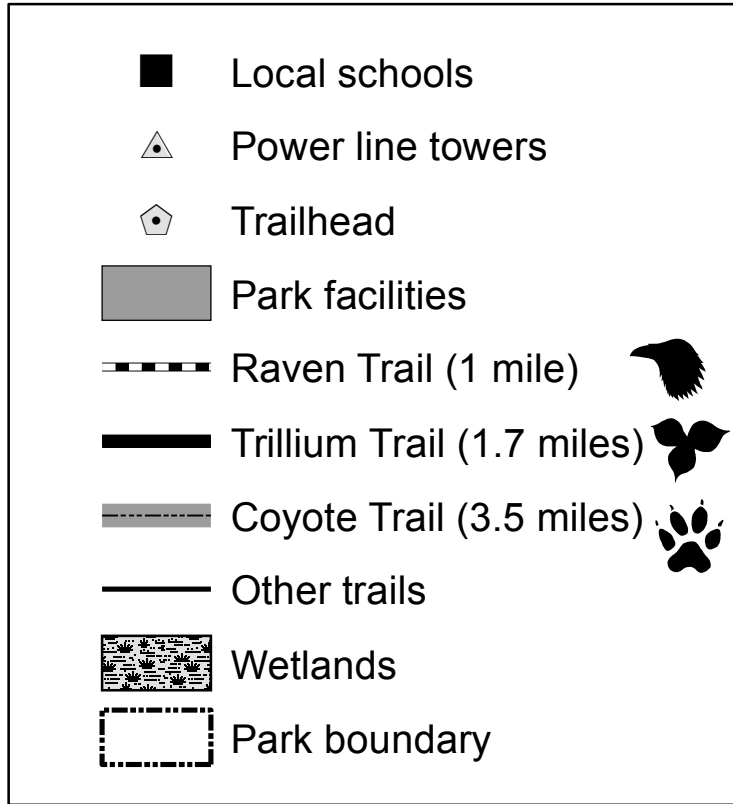 Local schools
Power line towers
Trailhead
Park facilities
Raven Trail (1 mile)
Trillium Trail (1.7 miles)
Coyote Trail (3.5 miles)
Other trails
Wetlands
Park boundary